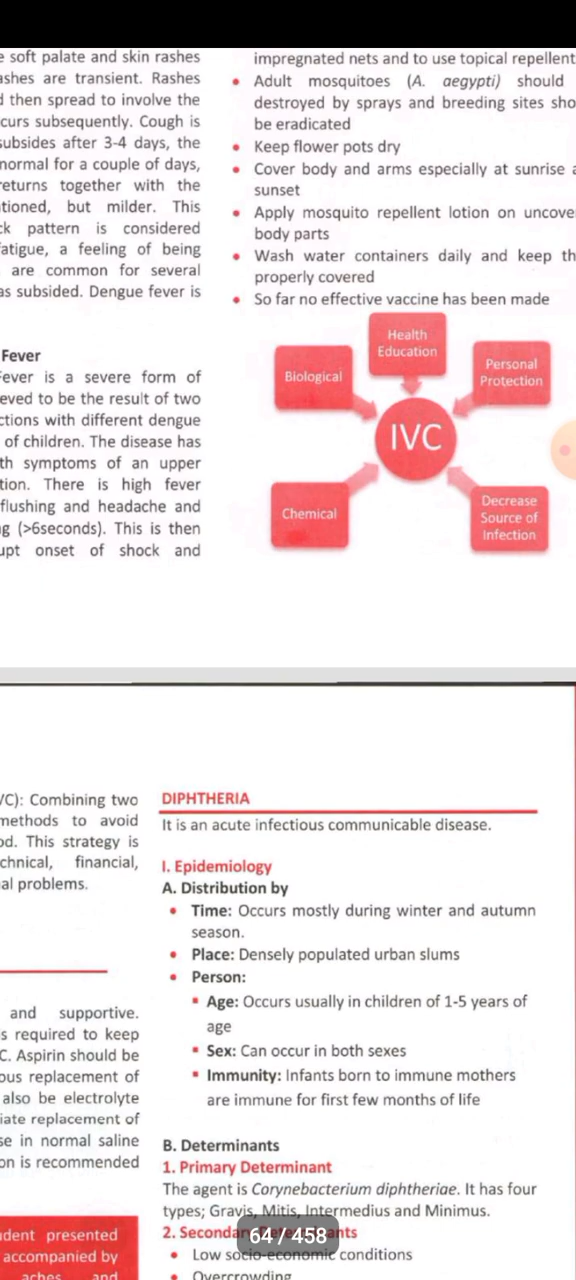 e soft palate and skin rashes
ashes are transient. Rashes
d then spread to involve the
curs subsequently. Cough is
subsides after 3-4 days, the
normal for a couple of days,
returns together with the
tioned, but milder. This
ck pattern is considered
fatigue, a feeling of being
are common for several
as subsided. Dengue fever is
Fever
Fever is a severe form of
eved to be the result of two
ctions with different dengue
of children. The disease has
th symptoms of an upper
tion. There is high fever
flushing and headache and
g (>6seconds). This is then
upt onset of shock and
impregnated nets and to use topical repellent
• Adult mosquitoes (A. aegypti) should
destroyed by sprays and breeding sites sho
be eradicated
• Keep flower pots dry
• Cover body and arms especially at sunrise a
sunset
• Apply mosquito repellent lotion on uncove
body parts
• Wash water containers daily and keep th
properly covered
• So far no effective vaccine has been made
Health
Education
Biological
Personal
Protection
IVC
Chemical
Decrease
Source of
Infection
VC): Combining two
methods to avoid
od. This strategy is
chnical, financial,
al problems.
and supportive.
s required to keep
C. Aspirin should be
ous replacement of
also be electrolyte
iate replacement of
se in normal saline
on is recommended
udent presented
accompanied by
aches and
DIPHTHERIA
It is an acute infectious communicable disease.
I. Epidemiology
A. Distribution by
• Time: Occurs mostly during winter and autumn
season.
• Place: Densely populated urban slums
• Person:
▪ Age: Occurs usually in children of 1-5 years of
age
▪ Sex: Can occur in both sexes
▪ Immunity: Infants born to immune mothers
are immune for first few months of life
B. Determinants
1. Primary Determinant
The agent is Corynebacterium diphtheriae. It has four
types; Gravis, Mitis, Intermedius and Minimus.
2. Secondary Determinants
64 / 458
• Low socio-economic conditions
• Overcrowding